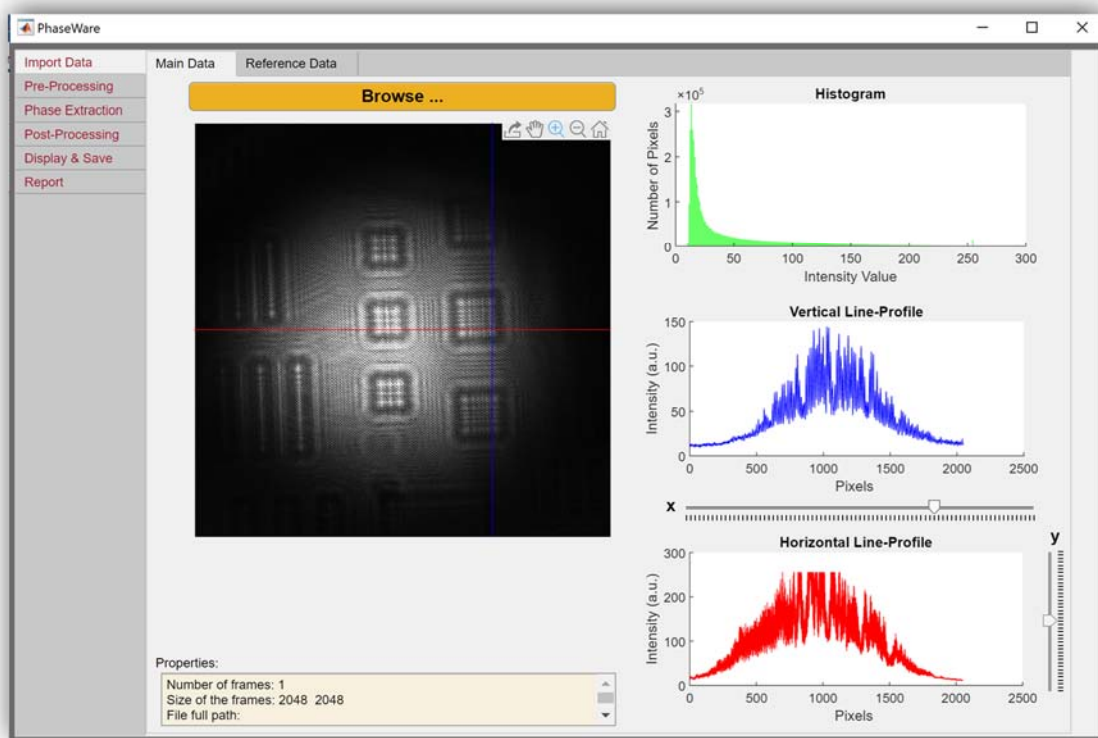 PhaseWare
Import Data
Pre-Processing
Phase Extraction
Post-Processing
Display & Save
Report
Main Data
Reference Data
Browse ...
Histogram
×10⁵
3
2
1
0
Number of Pixels
0 50 100 150 200 250 300
Intensity Value
Vertical Line-Profile
150
100
50
0
Intensity (a.u.)
0 500 1000 1500 2000 2500
Pixels
x
y
Horizontal Line-Profile
300
200
100
0
Intensity (a.u.)
0 500 1000 1500 2000 2500
Pixels
Properties:
Number of frames: 1
Size of the frames: 2048 2048
File full path: